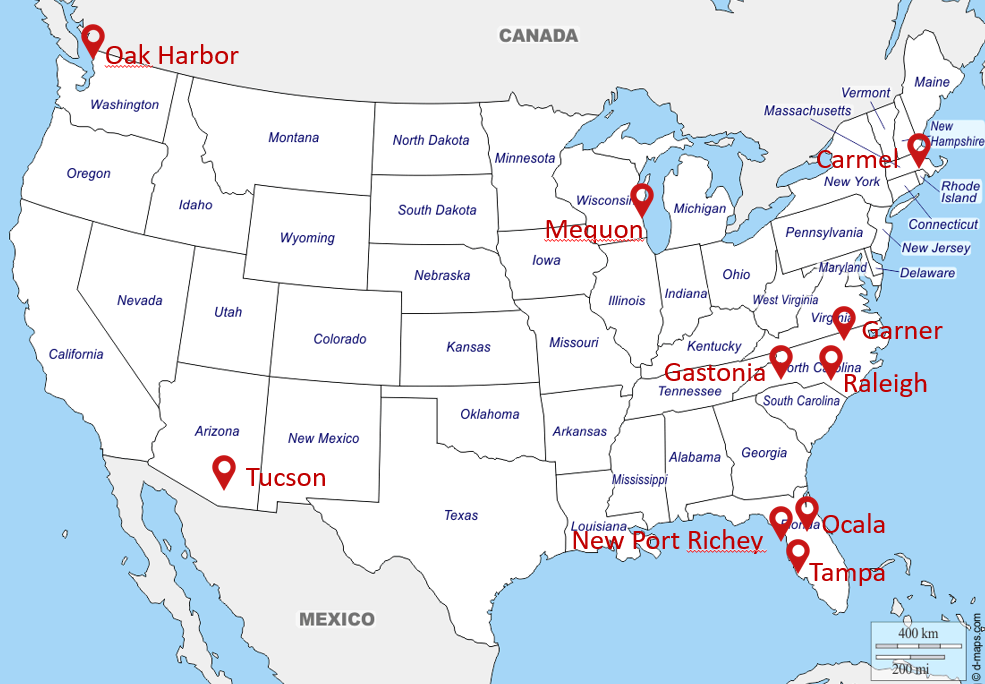 CANADA
Oak Harbor
Washington
Maine
Vermont
Massachusetts
New
Hampshire
Montana
North Dakota
Minnesota
Carmel
Oregon
New York
Rhode
Island
Idaho
South Dakota
Wisconsin
Michigan
Connecticut
Mequon
Wyoming
Pennsylvania
New Jersey
Iowa
Maryland
Delaware
Nebraska
Ohio
Nevada
Utah
Illinois
Indiana
West Virginia
Virginia
Garner
Colorado
Kansas
Missouri
Kentucky
California
Gastonia
North Carolina
Raleigh
Tennessee
South Carolina
Oklahoma
Arizona
New Mexico
Arkansas
Alabama
Georgia
Tucson
Mississippi
Texas
Louisiana
Florida
Ocala
New Port Richey
Tampa
MEXICO
400 km
200 mi
© d-maps.com